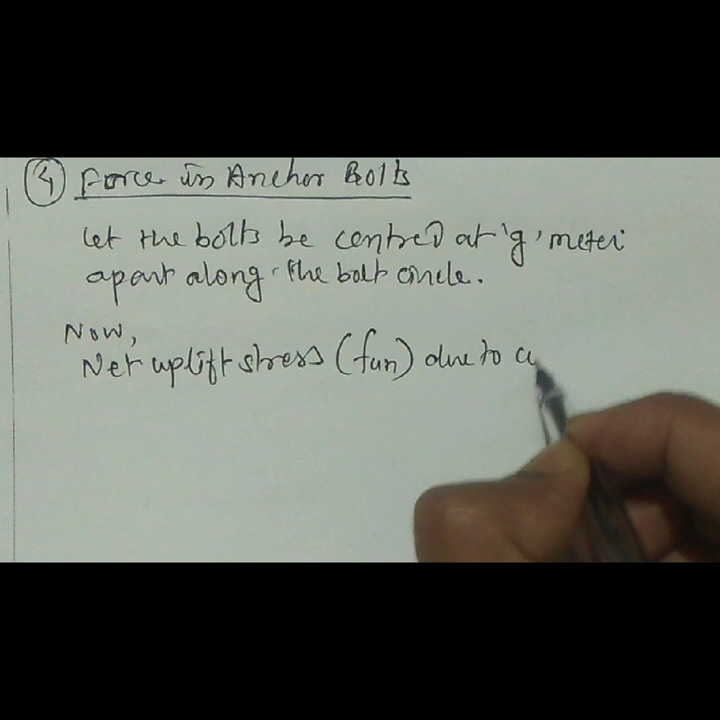 ④ Force in Anchor Bolts
Let the bolts be centred at 'g' meter
apart along the bolt circle.
Now,
Net uplift stress (fun) due to